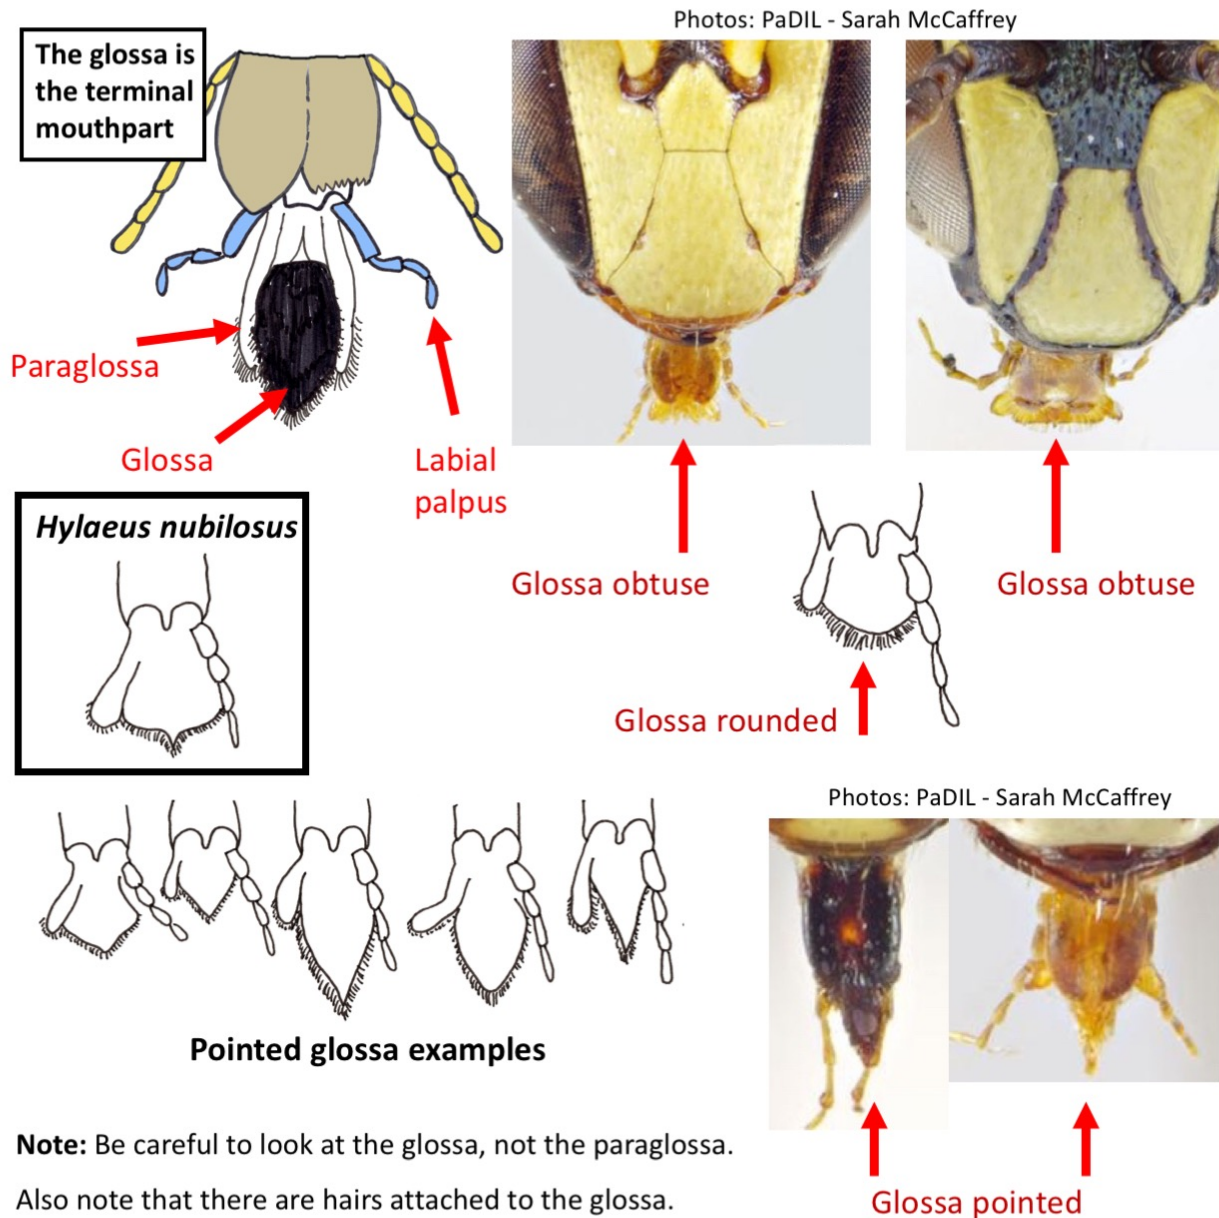 Photos: PaDIL - Sarah McCaffrey
The glossa is
the terminal
mouthpart
Paraglossa
Glossa
Labial
palpus
Hylaeus nubilosus
Glossa obtuse
Glossa obtuse
Glossa rounded
Photos: PaDIL - Sarah McCaffrey
Pointed glossa examples
Note: Be careful to look at the glossa, not the paraglossa.
Also note that there are hairs attached to the glossa.
Glossa pointed